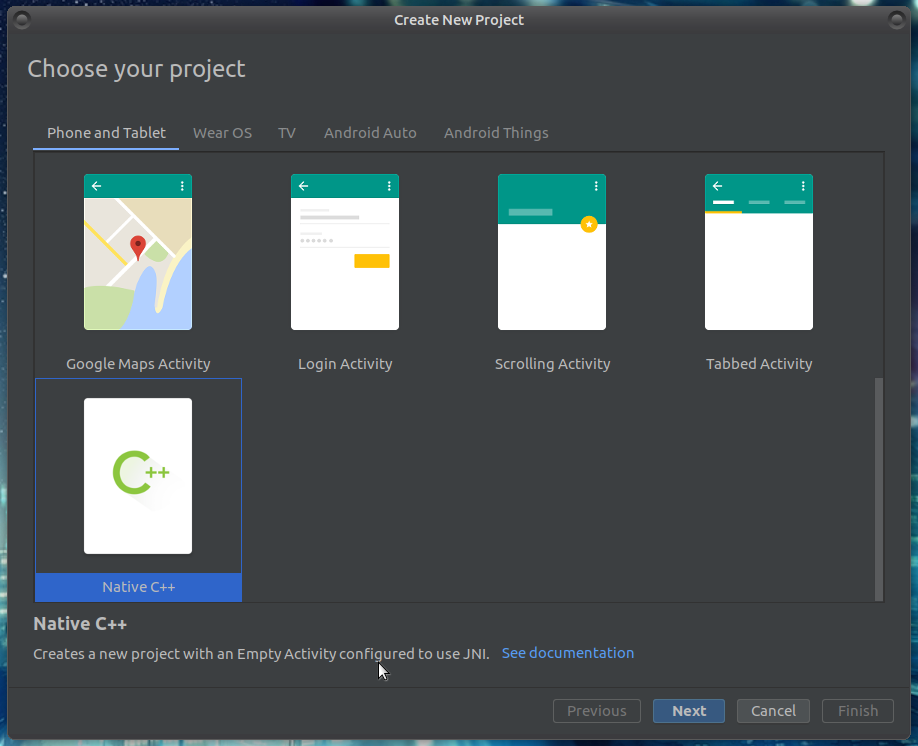 Create New Project
Choose your project
Phone and Tablet Wear OS TV Android Auto Android Things
Google Maps Activity Login Activity Scrolling Activity Tabbed Activity
C++
Native C++
Native C++
Creates a new project with an Empty Activity configured to use JNI. See documentation
Previous Next Cancel Finish